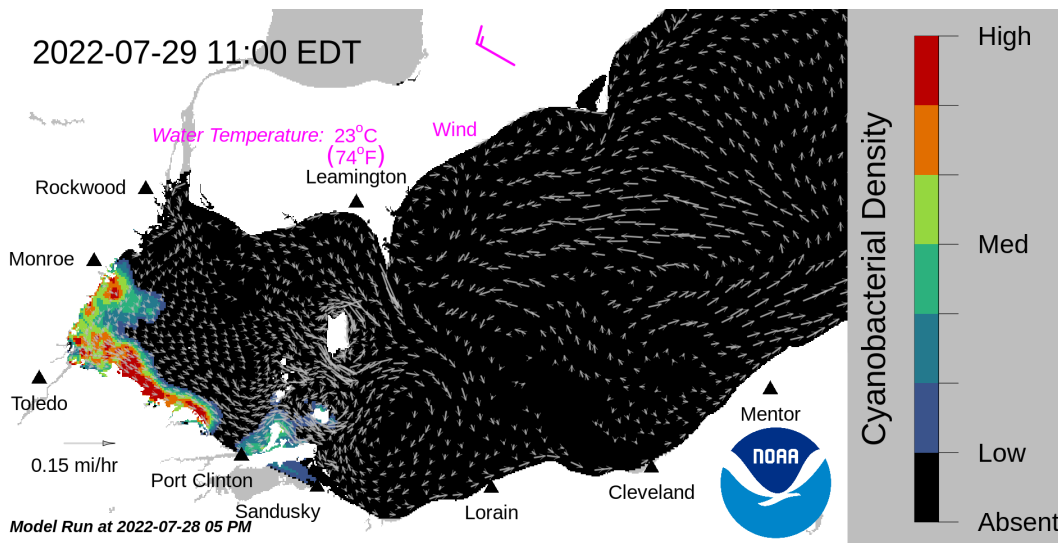 2022-07-29 11:00 EDT
Water Temperature: 23°C
(74°F)
Wind
Leamington
Rockwood
Monroe
Toledo
0.15 mi/hr
Port Clinton
Sandusky
Lorain
Cleveland
Mentor
NOAA
Model Run at 2022-07-28 05 PM
Cyanobacterial Density
High
Med
Low
Absent